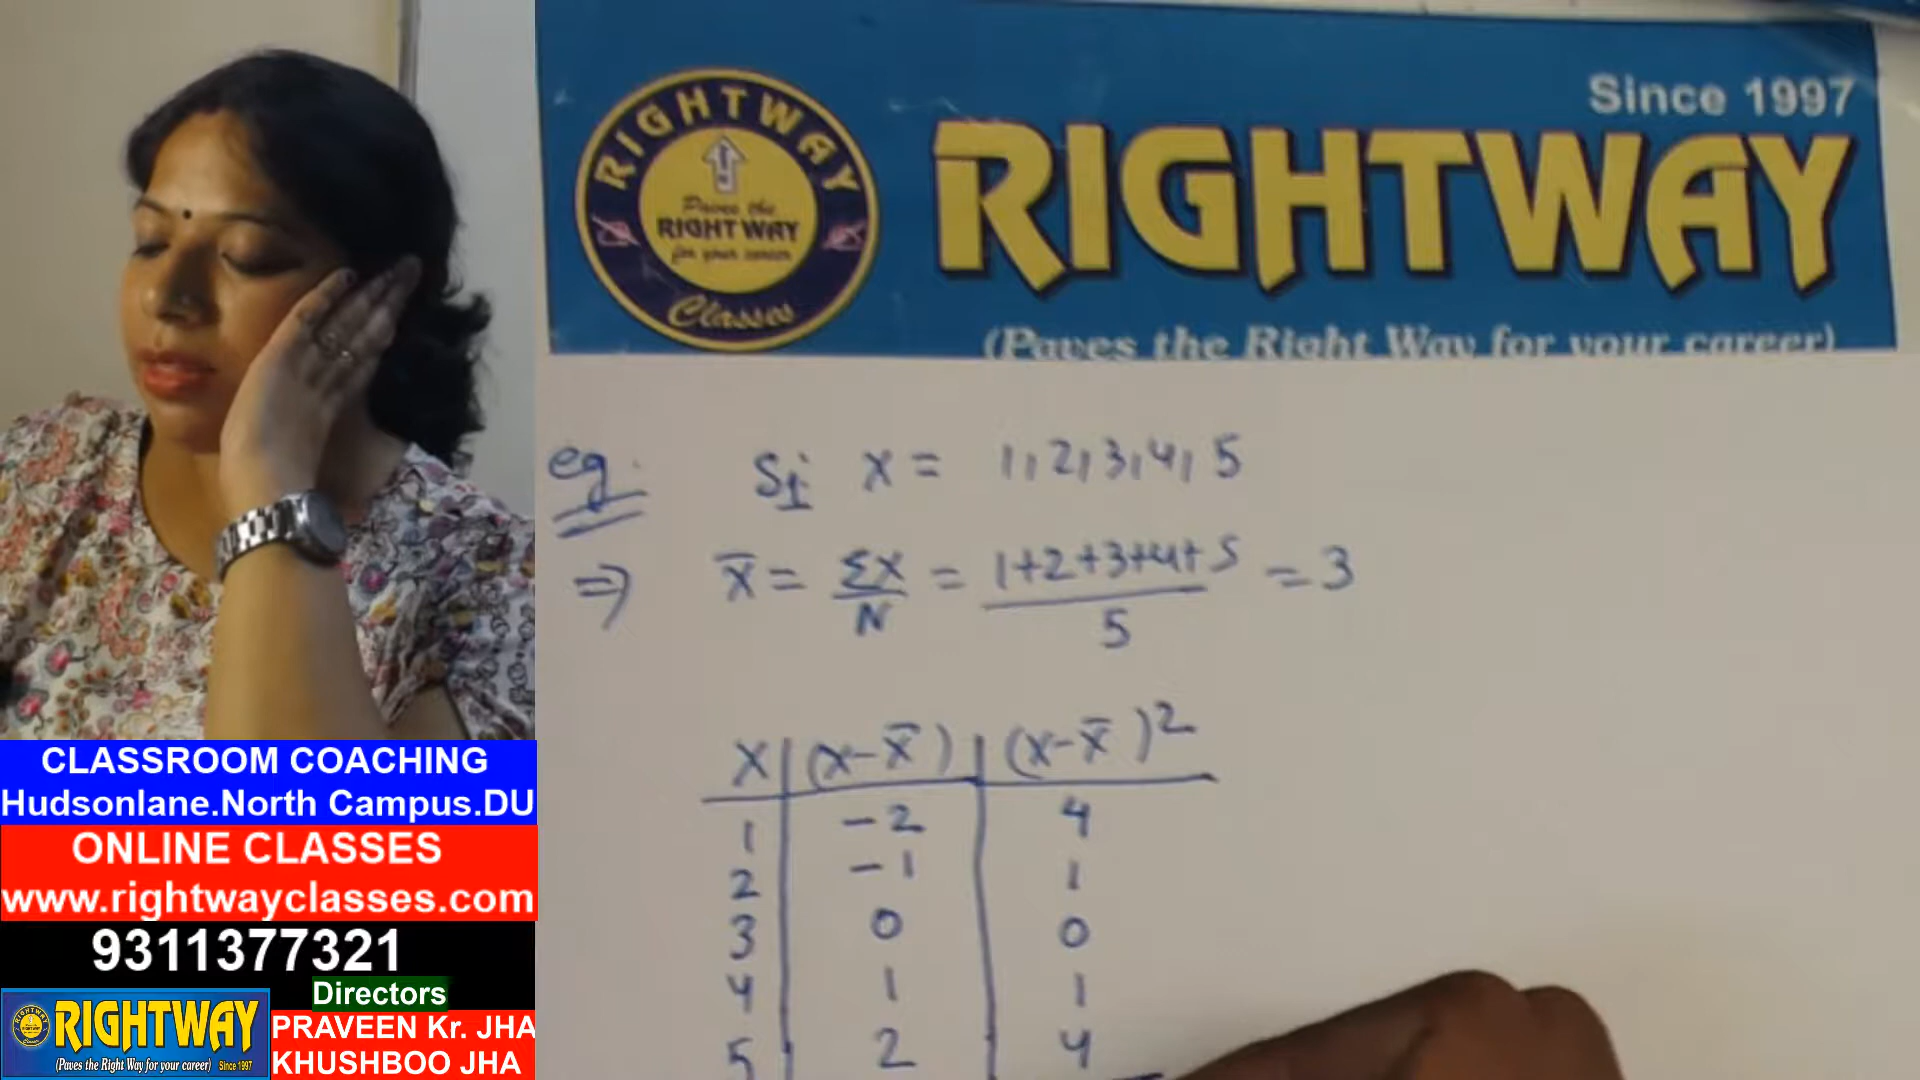 Since 1997
RIGHTWAY
Paves the
RIGHT WAY
for your career
Classes
RIGHTWAY
(Paves the Right Way for your career)
eg. Si x = 1, 2, 3, 4, 5
⇒ x̄ = Σx/N = 1+2+3+4+5/5 = 3
x | (x-x̄) | (x-x̄)²
1 | -2 | 4
2 | -1 | 1
3 | 0 | 0
4 | 1 | 1
5 | 2 | 4
CLASSROOM COACHING
Hudsonlane.North Campus.DU
ONLINE CLASSES
www.rightwayclasses.com
9311377321
Directors
PRAVEEN Kr. JHA
KHUSHBOO JHA
RIGHTWAY
(Paves the Right Way for your career) Since 1997